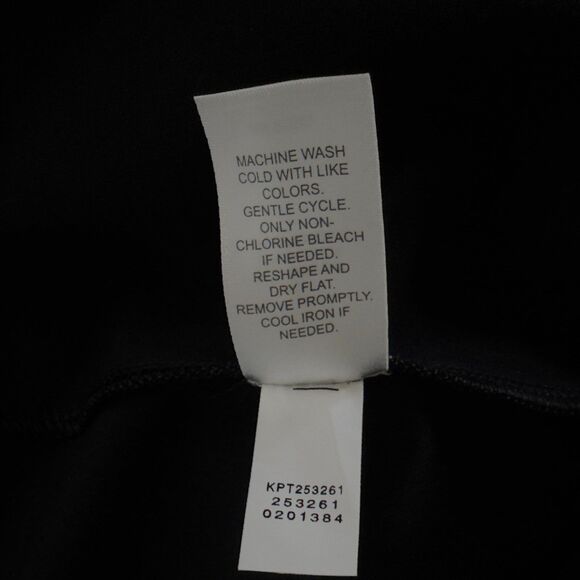 MACHINE WASH
COLD WITH LIKE
COLORS.
GENTLE CYCLE.
ONLY NON-
CHLORINE BLEACH
IF NEEDED.
RESHAPE AND
DRY FLAT.
REMOVE PROMPTLY.
COOL IRON IF
NEEDED.
KPT253261
253261
0201384